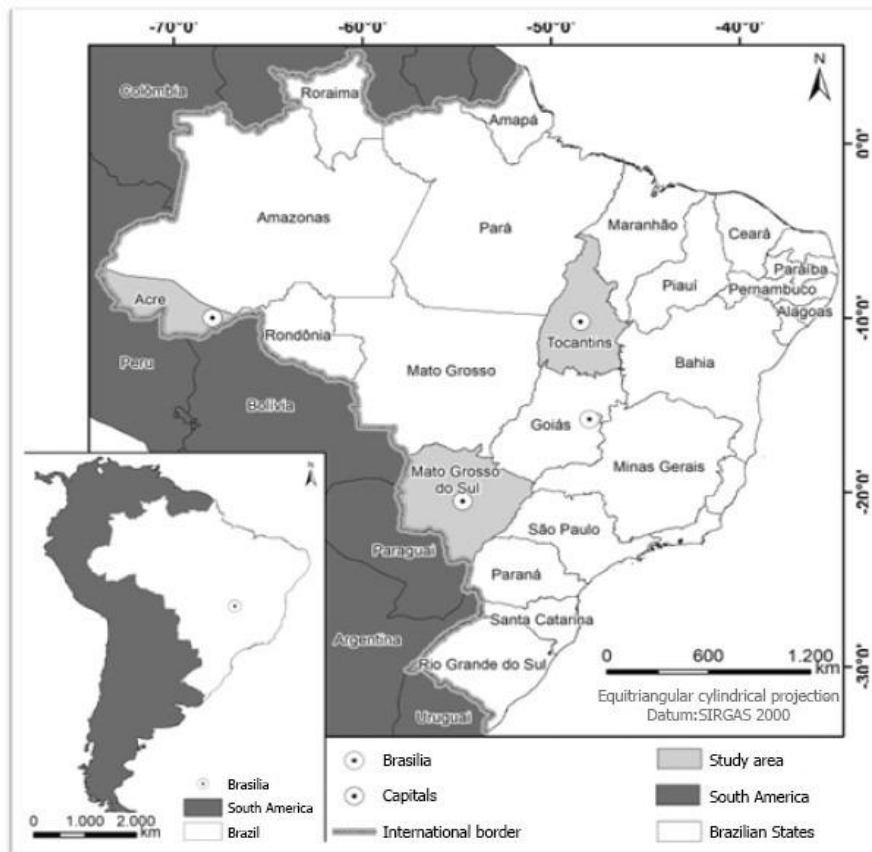 -70°0'
-60°0'
-50°0'
-40°0'
N
Colômbia
Roraima
Amapá
0°0'
Amazonas
Pará
Maranhão
Ceará
Paraíba
Piauí
Pernambuco
Acre
Alagoas
-10°0'
Rondônia
Tocantins
Peru
Mato Grosso
Bahia
Bolívia
Goiás
Mato Grosso
do Sul
Minas Gerais
-20°0'
São Paulo
Paraguai
Paraná
Santa Catarina
Argentina
Rio Grande do Sul
0 600 1.200
km
-30°0'
Equitriangular cylindrical projection
Datum:SIRGAS 2000
Uruguai
N
Brasilia
South America
Brazil
0 1.000 2.000
km
Brasilia
Capitals
International border
Study area
South America
Brazilian States